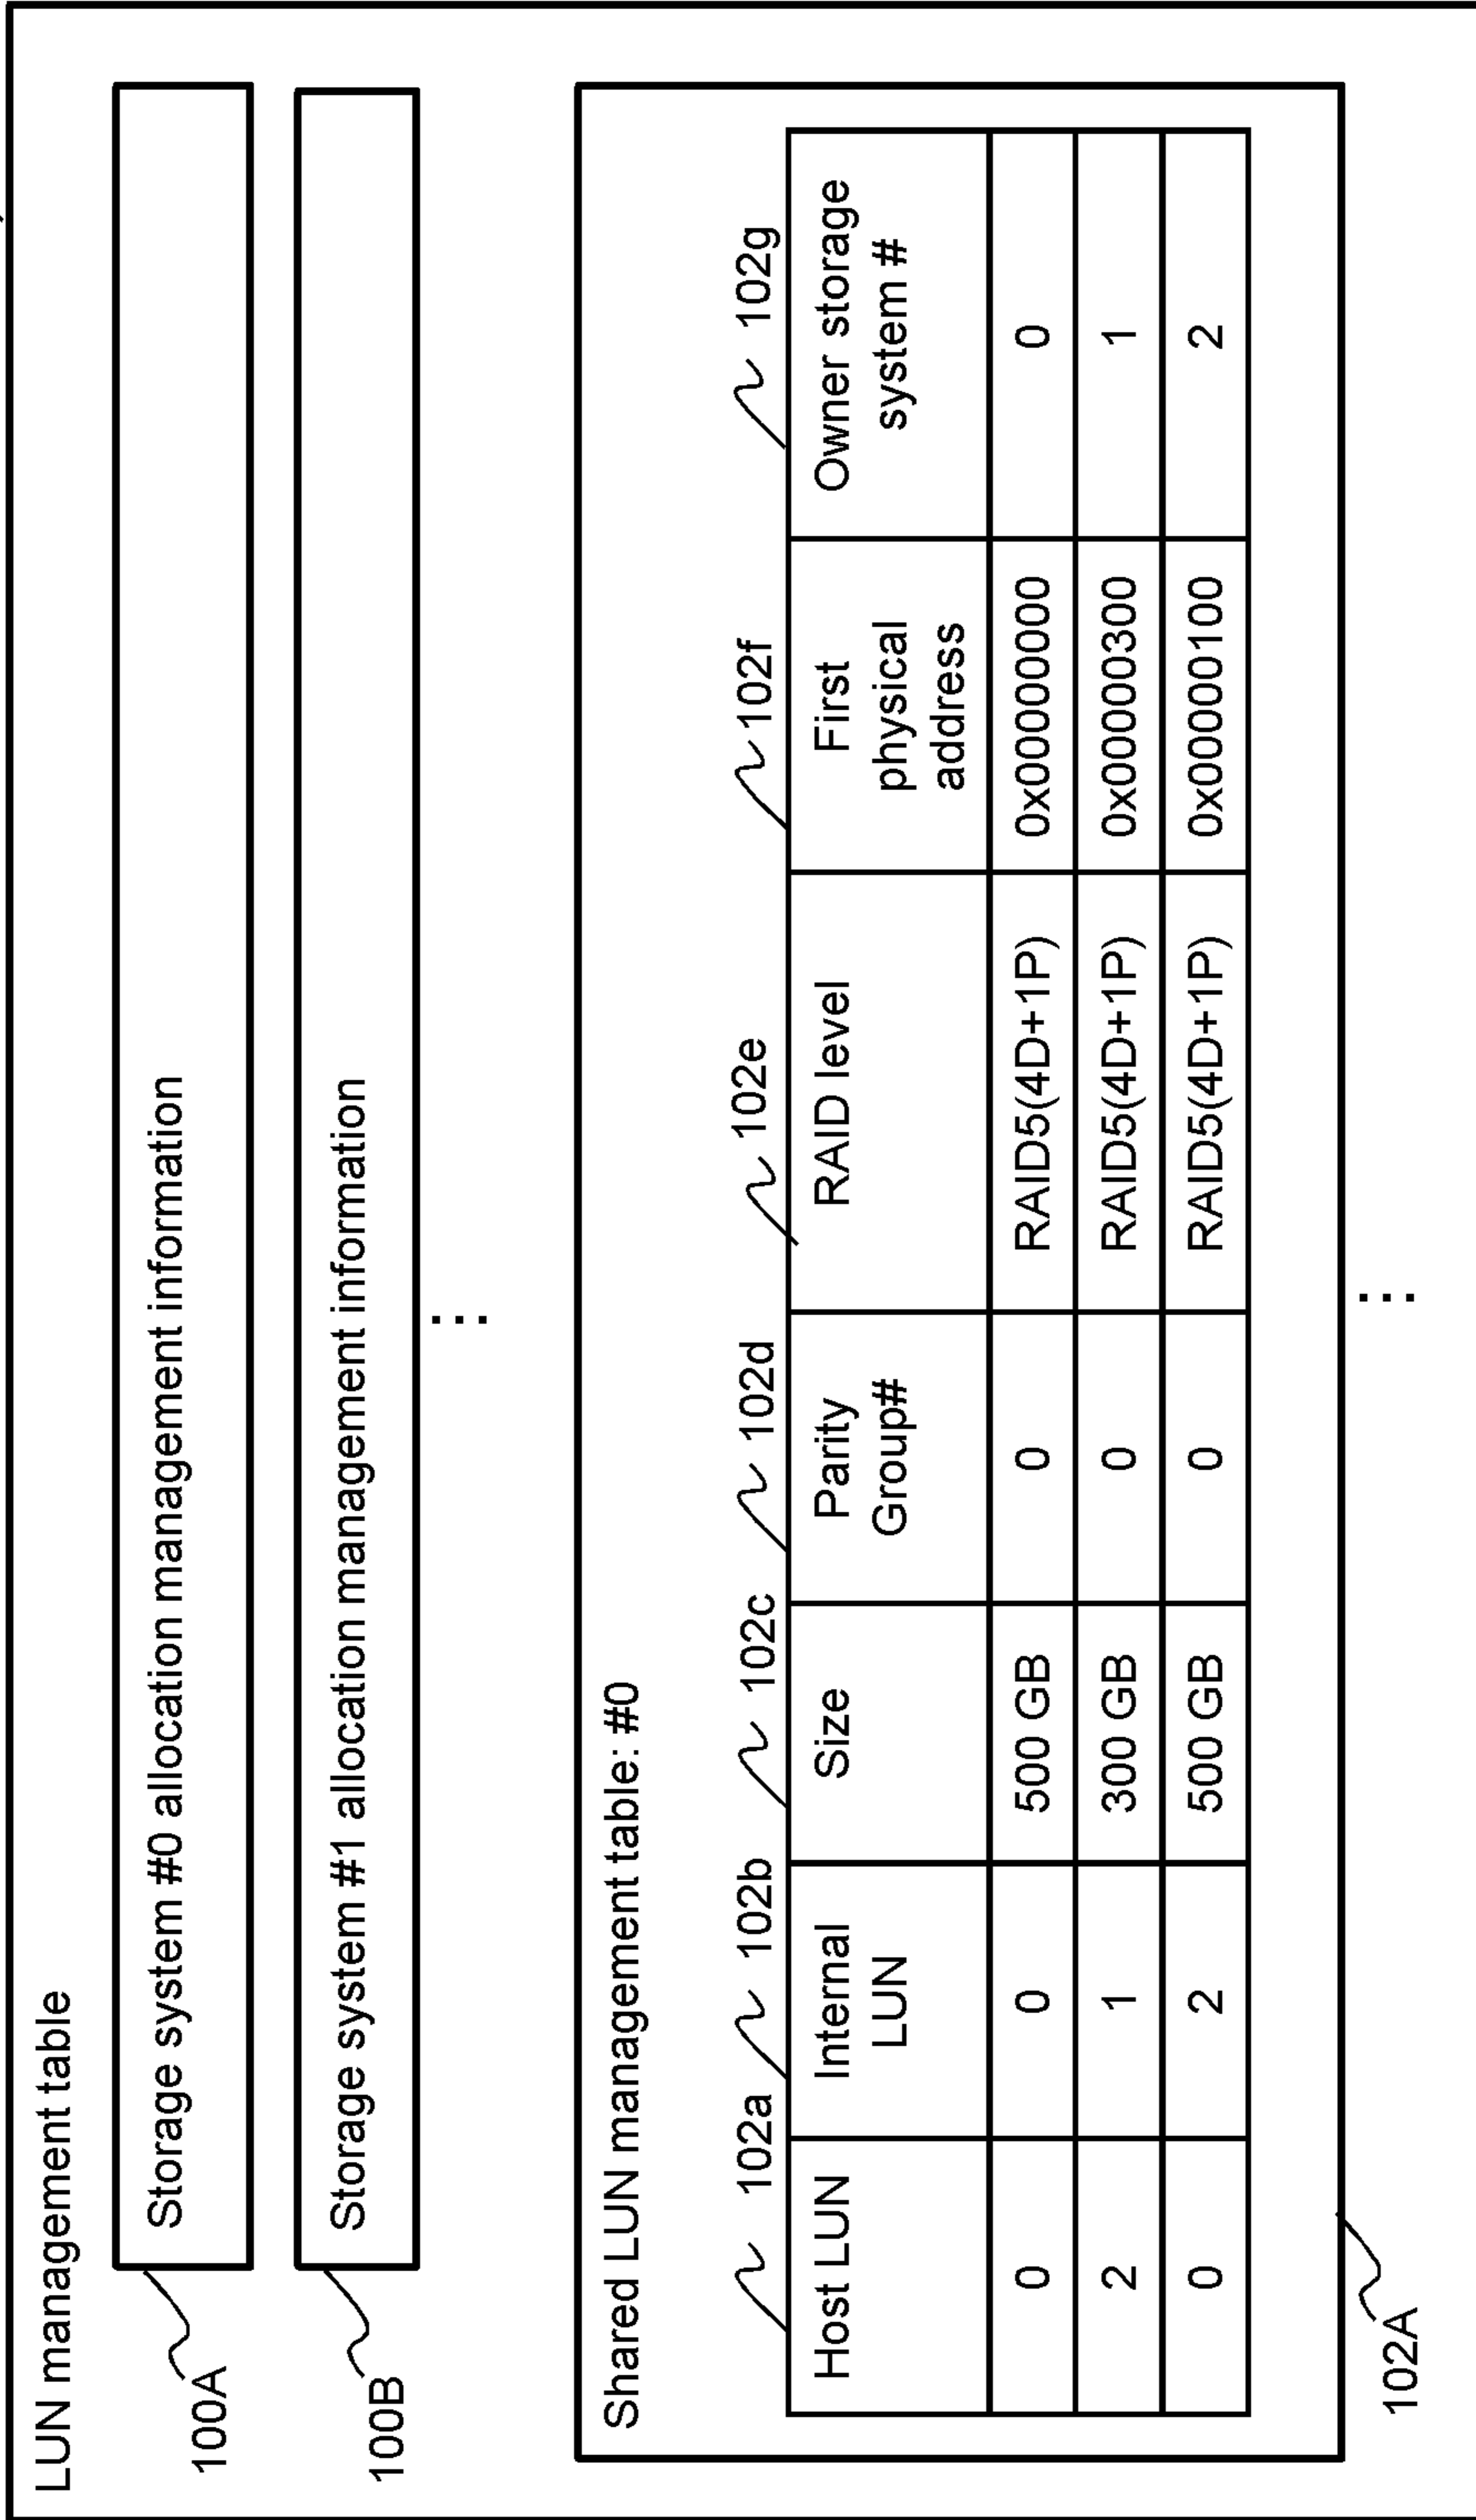 LUN management table
Storage system #0 allocation management information
100A
Storage system #1 allocation management information
100B
...
Shared LUN management table: #0
102a 102b 102c 102d 102e 102f 102g
Host LUN Internal LUN Size Parity Group# RAID level First physical address Owner storage system #
0 0 500 GB 0 RAID5(4D+1P) 0x00000000 0
2 1 300 GB 0 RAID5(4D+1P) 0x00000300 1
0 2 500 GB 0 RAID5(4D+1P) 0x00000100 2
102A
...